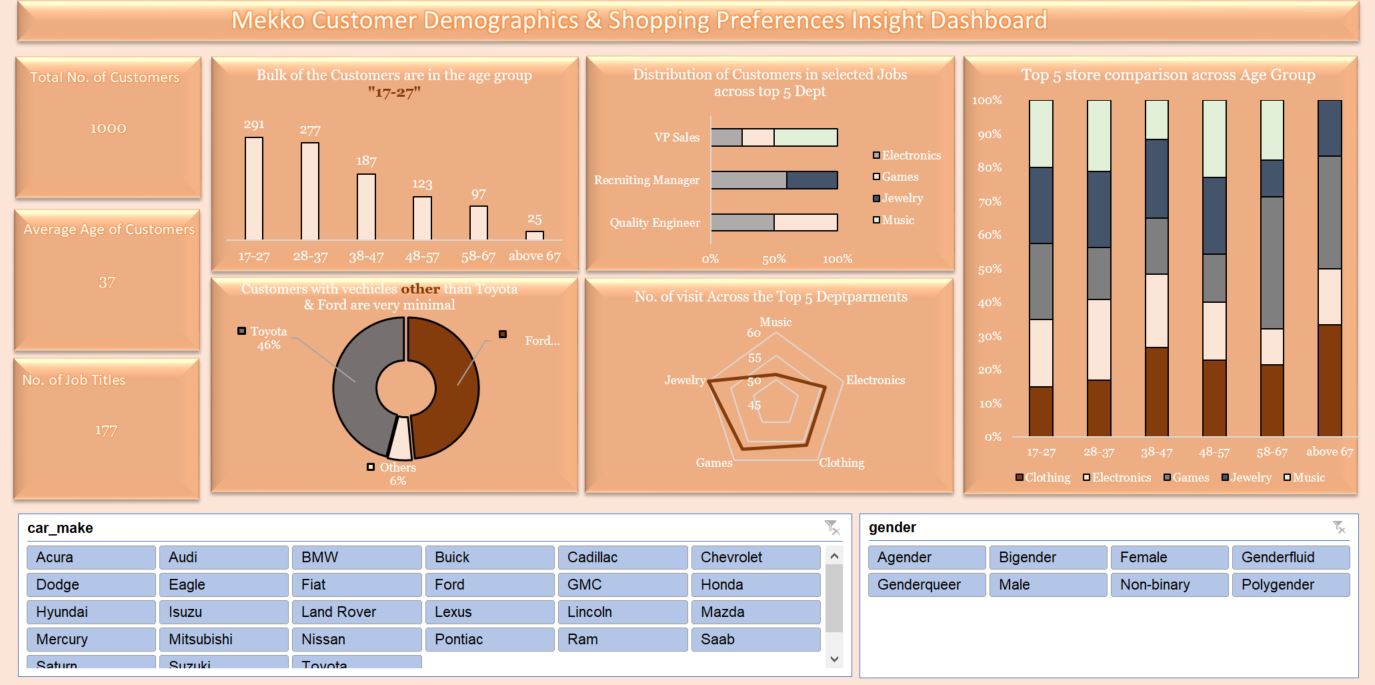 Mekko Customer Demographics & Shopping Preferences Insight Dashboard
Total No. of Customers
1000
Average Age of Customers
37
No. of Job Titles
177
Bulk of the Customers are in the age group
"17-27"
291
277
187
123
97
25
17-27 28-37 38-47 48-57 58-67 above 67
Customers with vechicles other than Toyota
& Ford are very minimal
Toyota
46%
Ford...
Others
6%
Distribution of Customers in selected Jobs
across top 5 Dept
VP Sales
Recruiting Manager
Quality Engineer
0% 50% 100%
Electronics
Games
Jewelry
Music
No. of visit Across the Top 5 Deptparments
Music
60
55
50
45
Jewelry
Electronics
Games
Clothing
Top 5 store comparison across Age Group
100%
90%
80%
70%
60%
50%
40%
30%
20%
10%
0%
17-27 28-37 38-47 48-57 58-67 above 67
Clothing Electronics Games Jewelry Music
car_make
Acura Audi BMW Buick Cadillac Chevrolet
Dodge Eagle Fiat Ford GMC Honda
Hyundai Isuzu Land Rover Lexus Lincoln Mazda
Mercury Mitsubishi Nissan Pontiac Ram Saab
Saturn Suzuki Toyota
gender
Agender Bigender Female Genderfluid
Genderqueer Male Non-binary Polygender